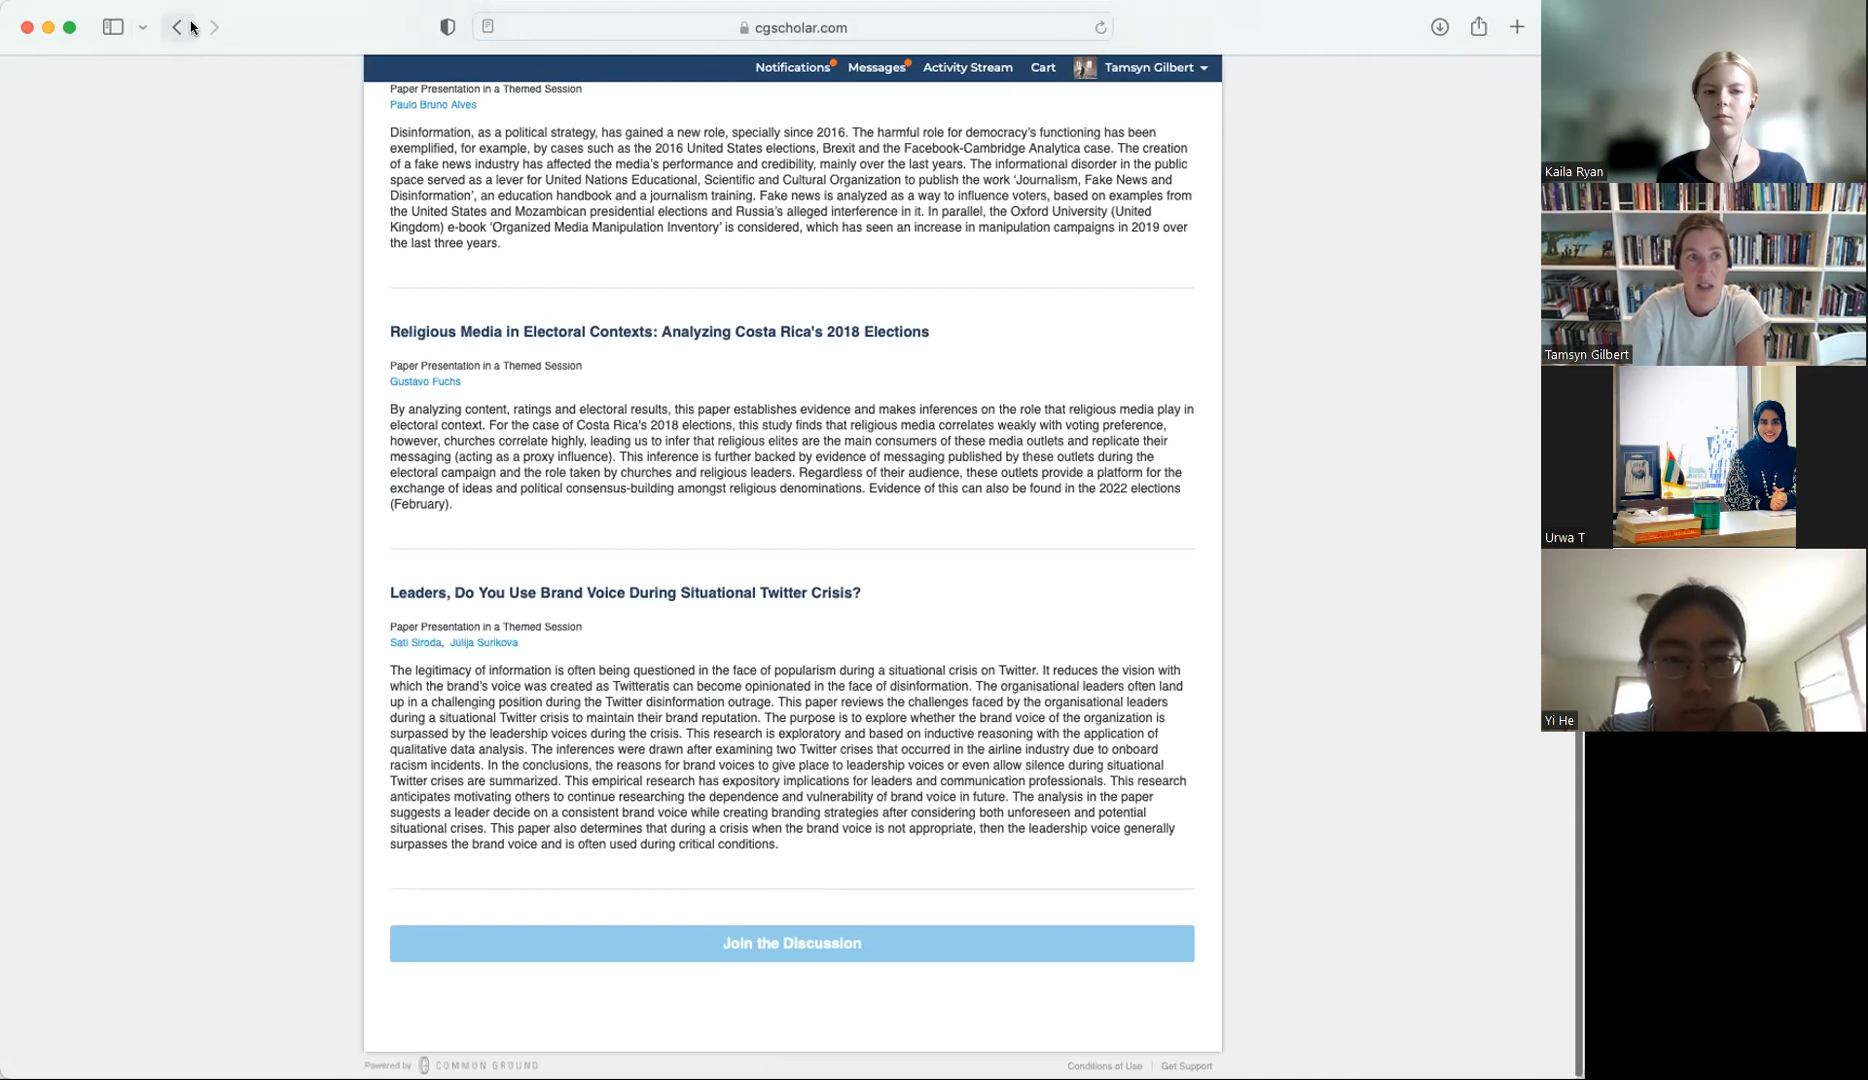 cgscholar.com
Notifications Messages Activity Stream Cart Tamsyn Gilbert
Paper Presentation in a Themed Session
Paulo Bruno Alves
Disinformation, as a political strategy, has gained a new role, specially since 2016. The harmful role for democracy's functioning has been
exemplified, for example, by cases such as the 2016 United States elections, Brexit and the Facebook-Cambridge Analytica case. The creation
of a fake news industry has affected the media's performance and credibility, mainly over the last years. The informational disorder in the public
space served as a lever for United Nations Educational, Scientific and Cultural Organization to publish the work 'Journalism, Fake News and
Disinformation', an education handbook and a journalism training. Fake news is analyzed as a way to influence voters, based on examples from
the United States and Mozambican presidential elections and Russia's alleged interference in it. In parallel, the Oxford University (United
Kingdom) e-book 'Organized Media Manipulation Inventory' is considered, which has seen an increase in manipulation campaigns in 2019 over
the last three years.
Religious Media in Electoral Contexts: Analyzing Costa Rica's 2018 Elections
Paper Presentation in a Themed Session
Gustavo Fuchs
By analyzing content, ratings and electoral results, this paper establishes evidence and makes inferences on the role that religious media play in
electoral context. For the case of Costa Rica's 2018 elections, this study finds that religious media correlates weakly with voting preference,
however, churches correlate highly, leading us to infer that religious elites are the main consumers of these media outlets and replicate their
messaging (acting as a proxy influence). This inference is further backed by evidence of messaging published by these outlets during the
electoral campaign and the role taken by churches and religious leaders. Regardless of their audience, these outlets provide a platform for the
exchange of ideas and political consensus-building amongst religious denominations. Evidence of this can also be found in the 2022 elections
(February).
Leaders, Do You Use Brand Voice During Situational Twitter Crisis?
Paper Presentation in a Themed Session
Sati Siroda, Jūlija Surikova
The legitimacy of information is often being questioned in the face of popularism during a situational crisis on Twitter. It reduces the vision with
which the brand's voice was created as Twitteratis can become opinionated in the face of disinformation. The organisational leaders often land
up in a challenging position during the Twitter disinformation outrage. This paper reviews the challenges faced by the organisational leaders
during a situational Twitter crisis to maintain their brand reputation. The purpose is to explore whether the brand voice of the organization is
surpassed by the leadership voices during the crisis. This research is exploratory and based on inductive reasoning with the application of
qualitative data analysis. The inferences were drawn after examining two Twitter crises that occurred in the airline industry due to onboard
racism incidents. In the conclusions, the reasons for brand voices to give place to leadership voices or even allow silence during situational
Twitter crises are summarized. This empirical research has expository implications for leaders and communication professionals. This research
anticipates motivating others to continue researching the dependence and vulnerability of brand voice in future. The analysis in the paper
suggests a leader decide on a consistent brand voice while creating branding strategies after considering both unforeseen and potential
situational crises. This paper also determines that during a crisis when the brand voice is not appropriate, then the leadership voice generally
surpasses the brand voice and is often used during critical conditions.
Join the Discussion
Powered by COMMON GROUND
Conditions of Use | Get Support
Kaila Ryan
Tamsyn Gilbert
Urwa T
Yi He